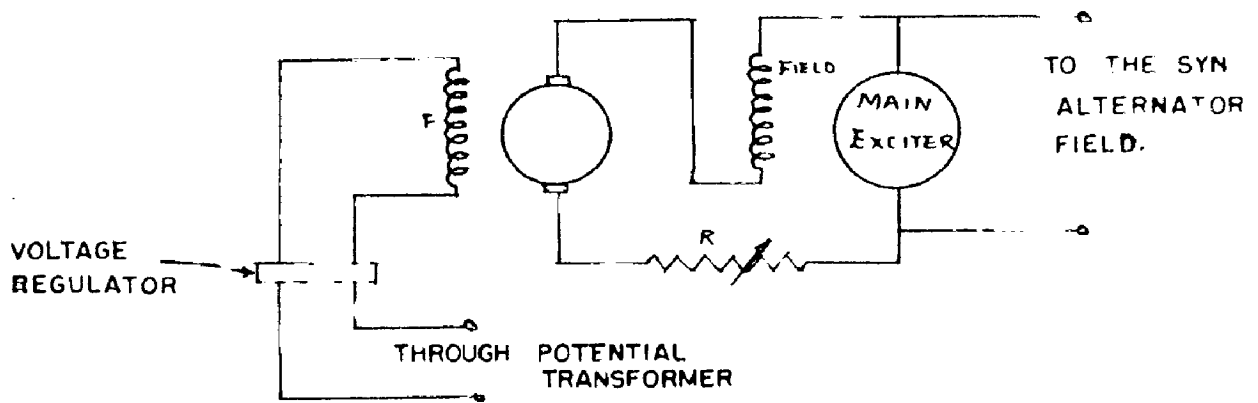 FIELD
MAIN
EXCITER
TO THE SYN
ALTERNATOR
FIELD.
F
R
VOLTAGE
REGULATOR
THROUGH POTENTIAL
TRANSFORMER